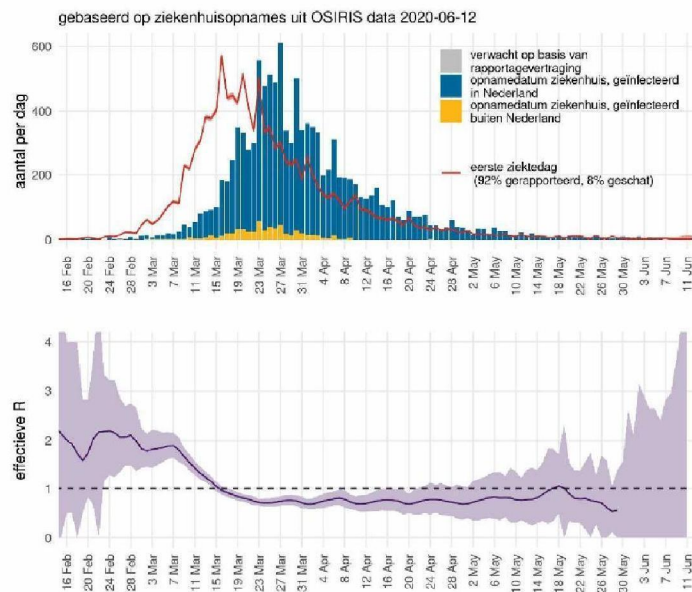 gebaseerd op ziekenhuisopnames uit OSIRIS data 2020-06-12
600
400
200
0
aantal per dag
verwacht op basis van
rapportagevertraging
opnamedatum ziekenhuis, geïnfecteerd
in Nederland
opnamedatum ziekenhuis, geïnfecteerd
buiten Nederland
eerste ziektedag
(92% gerapporteerd, 8% geschat)
16 Feb
20 Feb
24 Feb
28 Feb
3 Mar
7 Mar
11 Mar
15 Mar
19 Mar
23 Mar
27 Mar
31 Mar
4 Apr
8 Apr
12 Apr
16 Apr
20 Apr
24 Apr
28 Apr
2 May
6 May
10 May
14 May
18 May
22 May
26 May
30 May
3 Jun
7 Jun
11 Jun
4
3
2
1
0
effectieve R
16 Feb
20 Feb
24 Feb
28 Feb
3 Mar
7 Mar
11 Mar
15 Mar
19 Mar
23 Mar
27 Mar
31 Mar
4 Apr
8 Apr
12 Apr
16 Apr
20 Apr
24 Apr
28 Apr
2 May
6 May
10 May
14 May
18 May
22 May
26 May
30 May
3 Jun
7 Jun
11 Jun